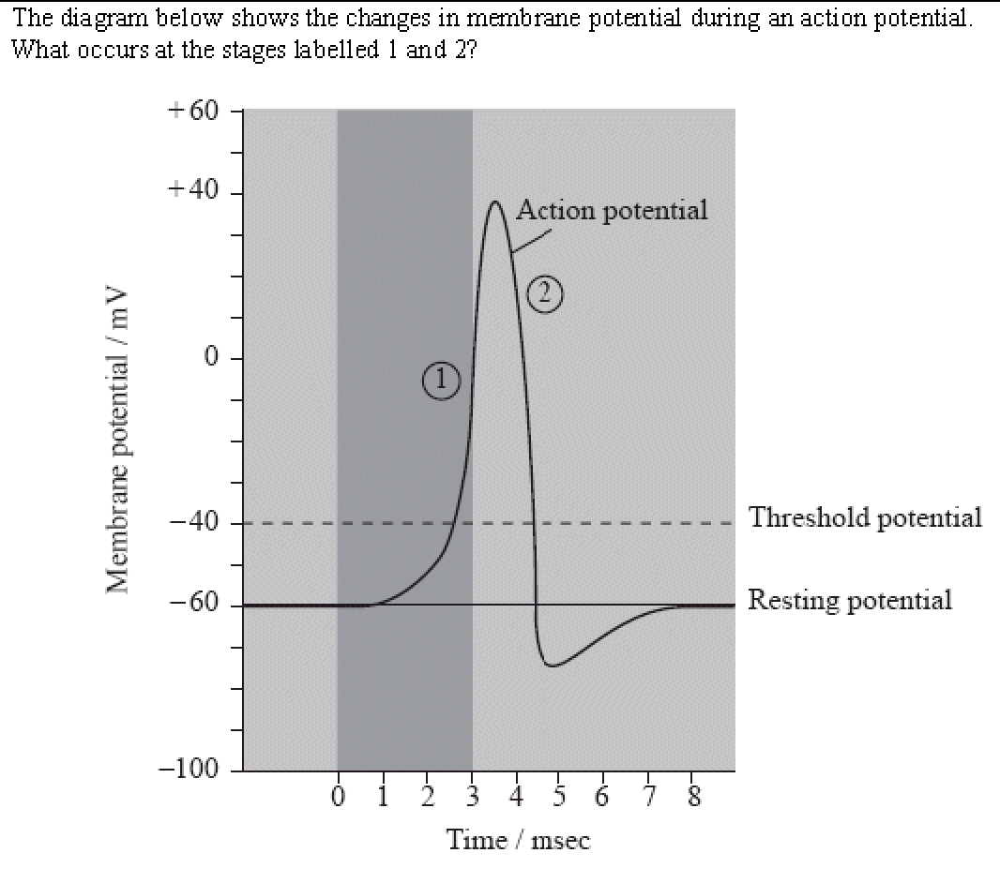 The diagram below shows the changes in membrane potential during an action potential.
What occurs at the stages labelled 1 and 2?
+60
+40
Action potential
2
0
1
Membrane potential / mV
−40
Threshold potential
−60
Resting potential
−100
0 1 2 3 4 5 6 7 8
Time / msec